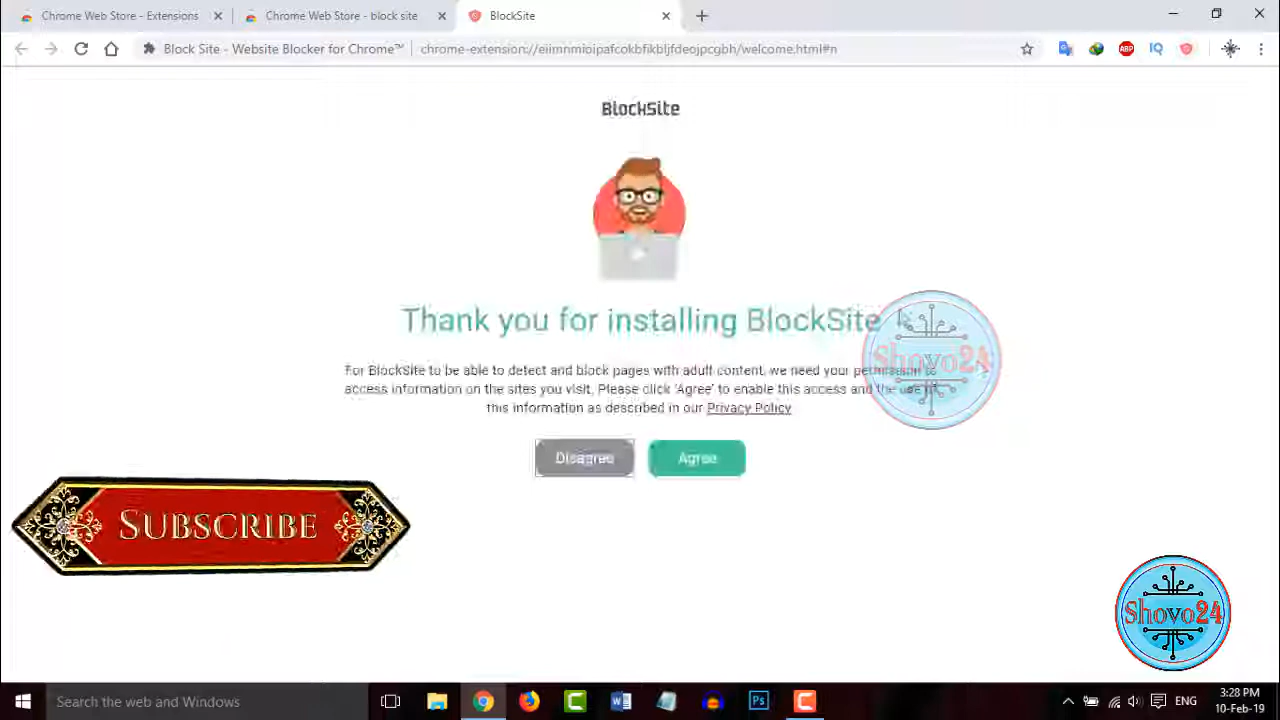 Chrome Web Store - Extensions
Chrome Web Store - block site
BlockSite
Block Site - Website Blocker for Chrome™
chrome-extension://eiimnmioipafcokbfikbljfdeojpcgbh/welcome.html#n
ABP
IQ
BlockSite
Thank you for installing BlockSite
For BlockSite to be able to detect and block pages with adult content, we need your permission to
access information on the sites you visit. Please click 'Agree' to enable this access and the use of
this information as described in our Privacy Policy
Disagree
Agree
Shovo24
SUBSCRIBE
Shovo24
Search the web and Windows
Ps
ENG
3:28 PM
10-Feb-19